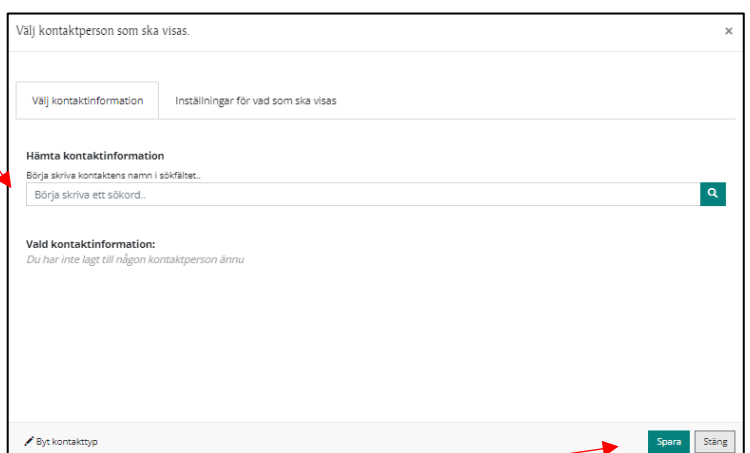 Välj kontaktperson som ska visas. ×
Välj kontaktinformation Inställningar för vad som ska visas
Hämta kontaktinformation
Börja skriva kontaktens namn i sökfältet..
Börja skriva ett sökord..
Vald kontaktinformation:
Du har inte lagt till någon kontaktperson ännu
Byt kontakttyp Spara Stäng